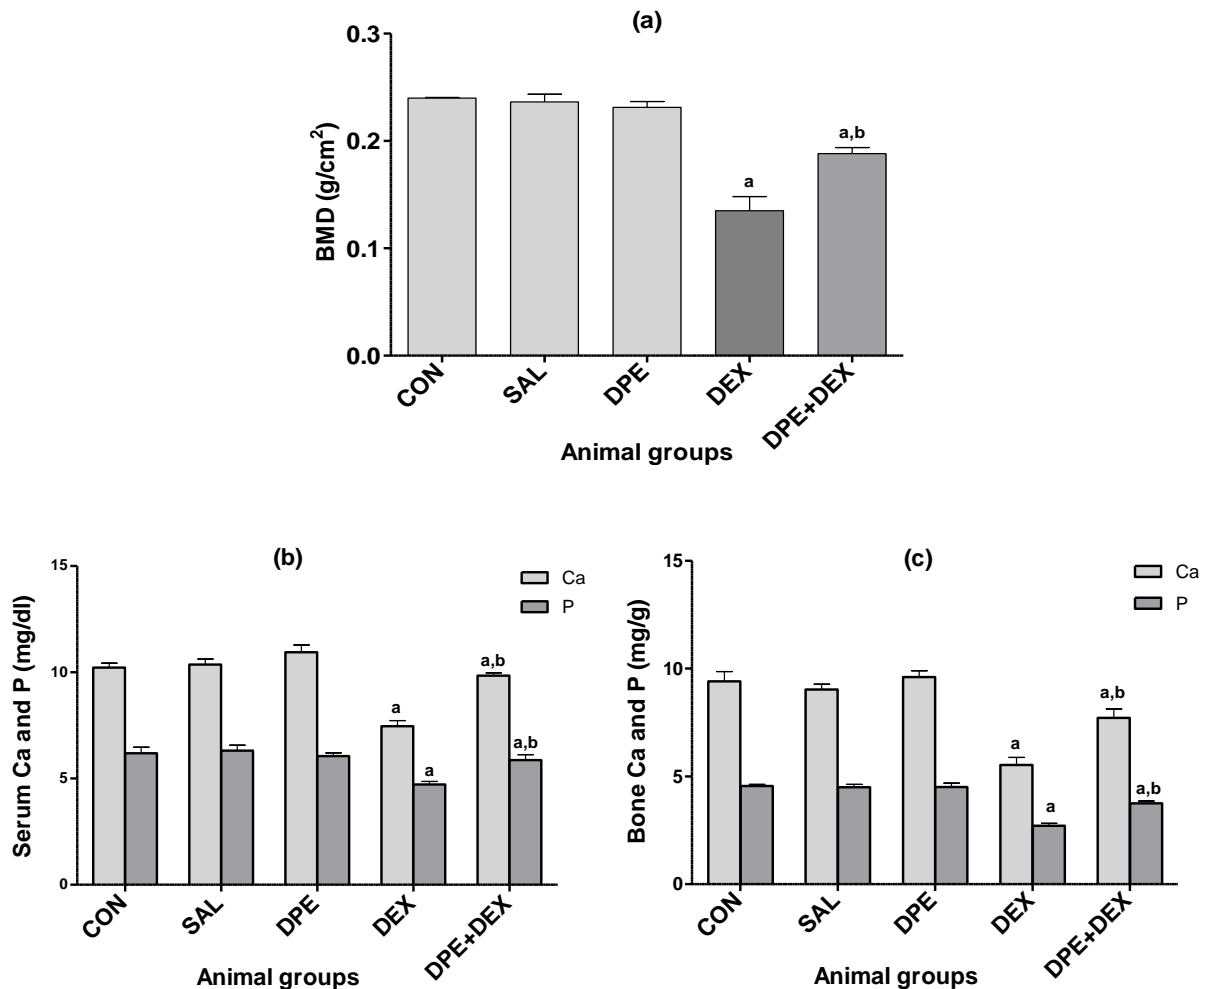 (a)
BMD (g/cm²)
0.3
0.2
0.1
0.0
a
a,b
CON
SAL
DPE
DEX
DPE+DEX
Animal groups
(b)
Serum Ca and P (mg/dl)
15
10
5
0
Ca
P
a
a
a,b
a,b
CON
SAL
DPE
DEX
DPE+DEX
Animal groups
(c)
Bone Ca and P (mg/g)
15
10
5
0
Ca
P
a
a
a,b
a,b
CON
SAL
DPE
DEX
DPE+DEX
Animal groups